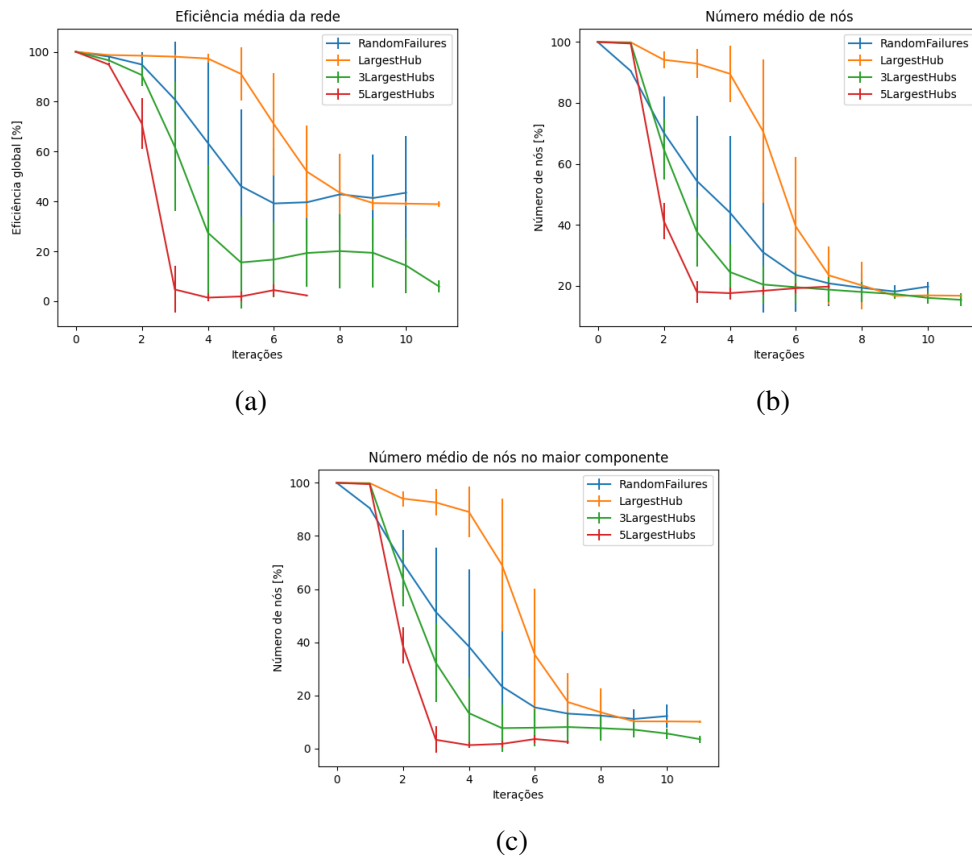 Eficiência média da rede
RandomFailures
LargestHub
3LargestHubs
5LargestHubs
Eficiência global [%]
100
80
60
40
20
0
0 2 4 6 8 10
Iterações
(a)
Número médio de nós
RandomFailures
LargestHub
3LargestHubs
5LargestHubs
Número de nós [%]
100
80
60
40
20
0 2 4 6 8 10
Iterações
(b)
Número médio de nós no maior componente
RandomFailures
LargestHub
3LargestHubs
5LargestHubs
Número de nós [%]
100
80
60
40
20
0
0 2 4 6 8 10
Iterações
(c)